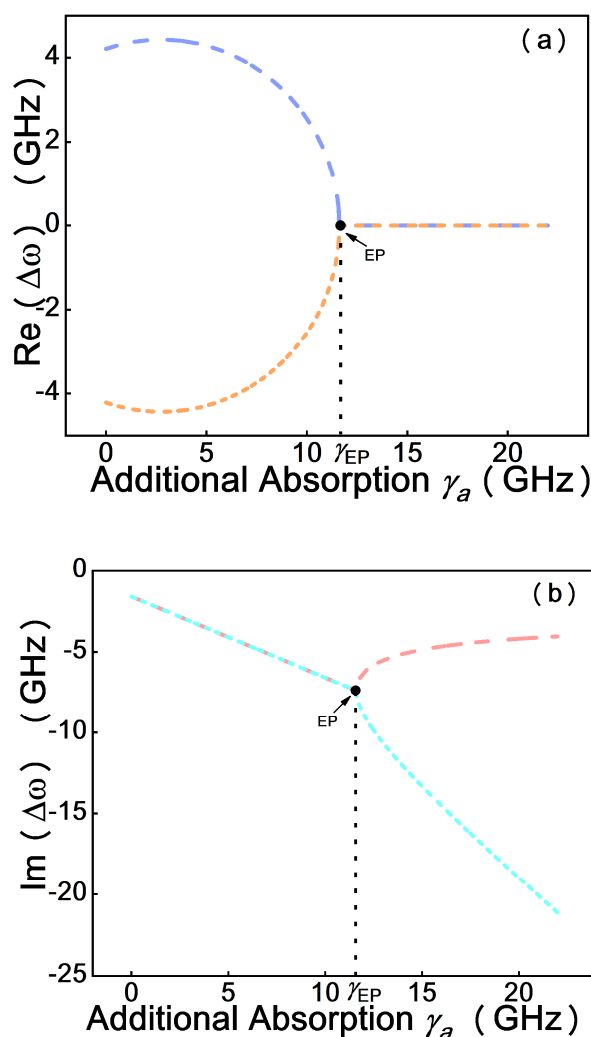 (a)
Re (Δω) (GHz)
4
2
0
-2
-4
EP
0 5 10 γEP 15 20
Additional Absorption γa (GHz)
(b)
Im (Δω) (GHz)
0
-5
-10
-15
-20
-25
EP
0 5 10 γEP 15 20
Additional Absorption γa (GHz)